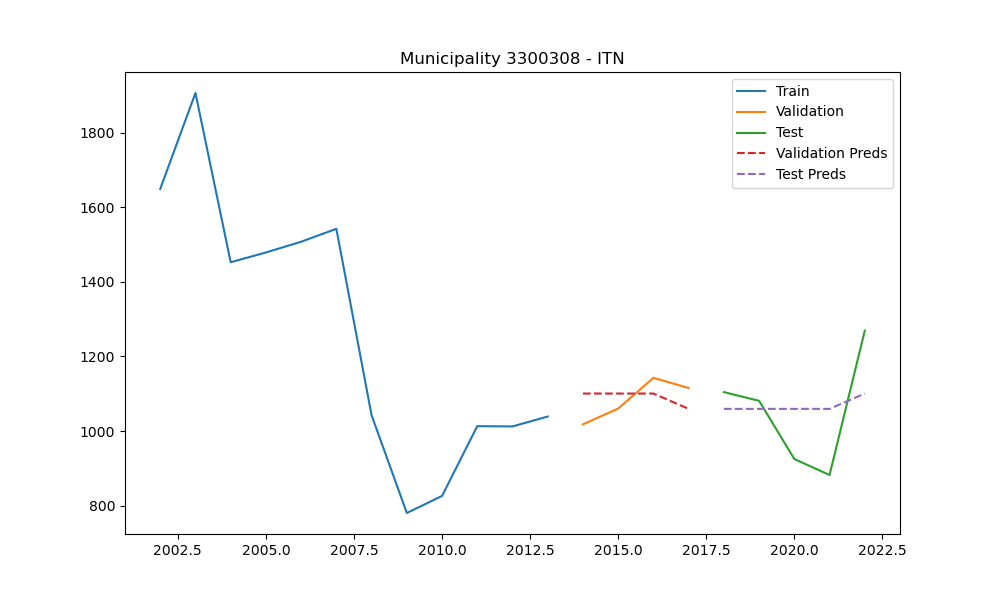 Municipality 3300308 - ITN
Train
Validation
Test
Validation Preds
Test Preds
1800
1600
1400
1200
1000
800
2002.5 2005.0 2007.5 2010.0 2012.5 2015.0 2017.5 2020.0 2022.5